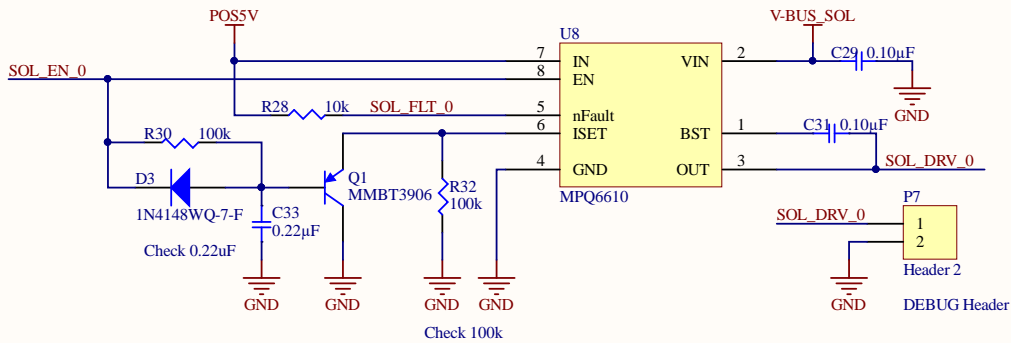 POS5V
V-BUS_SOL
U8
SOL_EN_0
7 IN VIN 2
C29 0.10µF
8 EN
GND
R28 10k SOL_FLT_0
5 nFault
6 ISET BST 1
C31 0.10µF
R30 100k
4 GND OUT 3
SOL_DRV_0
D3
Q1
MMBT3906
R32
100k
MPQ6610
P7
1N4148WQ-7-F
C33
0.22µF
SOL_DRV_0
1
2
Check 0.22uF
Header 2
GND
GND
GND
GND
GND
DEBUG Header
Check 100k